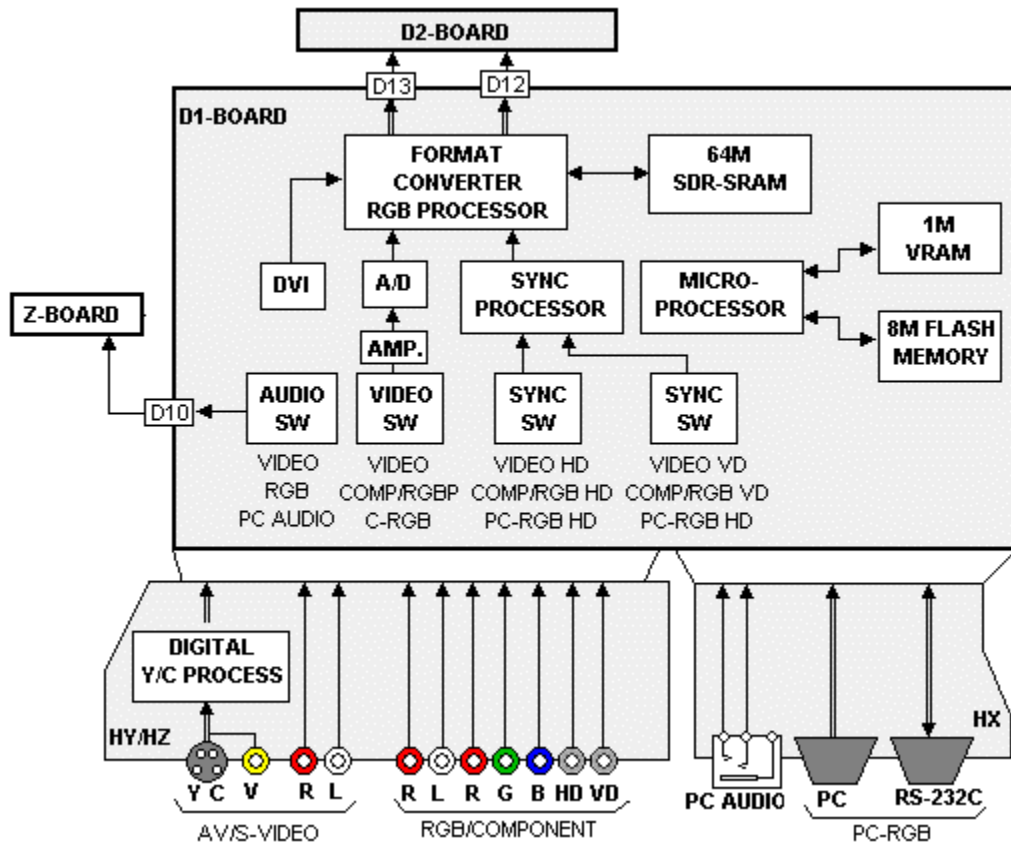 D2-BOARD
D13
D12
D1-BOARD
FORMAT
CONVERTER
RGB PROCESSOR
64M
SDR-SRAM
1M
VRAM
DVI
A/D
SYNC
PROCESSOR
MICRO-
PROCESSOR
Z-BOARD
8M FLASH
MEMORY
AMP.
D10
AUDIO
SW
VIDEO
SW
SYNC
SW
SYNC
SW
VIDEO
RGB
PC AUDIO
VIDEO
COMP/RGBP
C-RGB
VIDEO HD
COMP/RGB HD
PC-RGB HD
VIDEO VD
COMP/RGB VD
PC-RGB HD
DIGITAL
Y/C PROCESS
HY/HZ
HX
Y C V R L
R L R G B HD VD
PC AUDIO
PC
RS-232C
AV/S-VIDEO
RGB/COMPONENT
PC-RGB